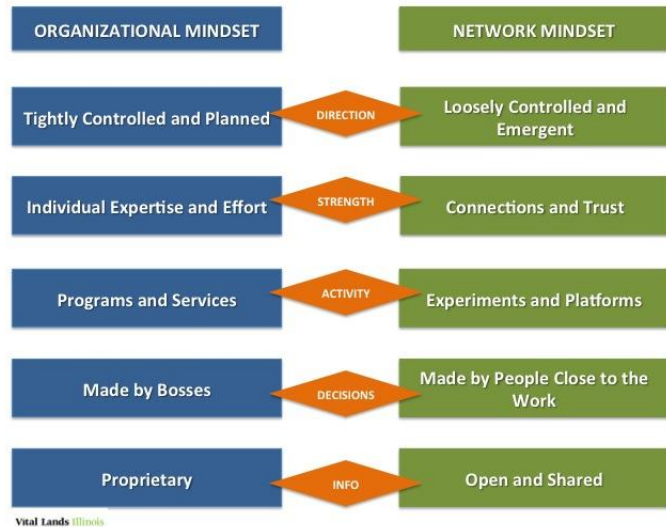 ORGANIZATIONAL MINDSET
NETWORK MINDSET
Tightly Controlled and Planned
DIRECTION
Loosely Controlled and
Emergent
Individual Expertise and Effort
STRENGTH
Connections and Trust
Programs and Services
ACTIVITY
Experiments and Platforms
Made by Bosses
DECISIONS
Made by People Close to the
Work
Proprietary
INFO
Open and Shared
Vital Lands Illinois